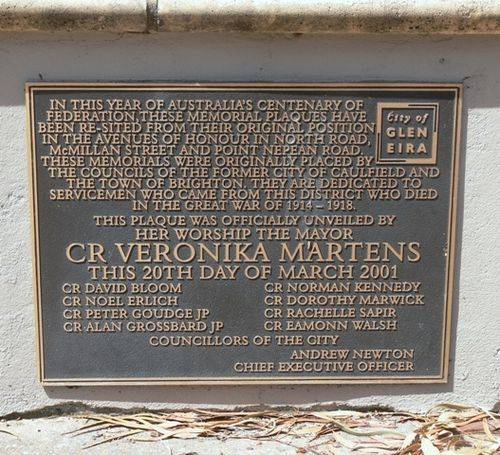 IN THIS YEAR OF AUSTRALIA'S CENTENARY OF
FEDERATION, THESE MEMORIAL PLAQUES HAVE
BEEN RE-SITED FROM THEIR ORIGINAL POSITION
IN THE AVENUES OF HONOUR IN NORTH ROAD,
McMILLAN STREET AND POINT NEPEAN ROAD.
THESE MEMORIALS WERE ORIGINALLY PLACED BY
THE COUNCILS OF THE FORMER CITY OF CAULFIELD AND
THE TOWN OF BRIGHTON. THEY ARE DEDICATED TO
SERVICEMEN WHO CAME FROM THIS DISTRICT WHO DIED
IN THE GREAT WAR OF 1914 – 1918.
City of
GLEN
EIRA
THIS PLAQUE WAS OFFICIALLY UNVEILED BY
HER WORSHIP THE MAYOR
CR VERONIKA MARTENS
THIS 20TH DAY OF MARCH 2001
CR DAVID BLOOM
CR NOEL ERLICH
CR PETER GOUDGE JP
CR ALAN GROSSBARD JP
CR NORMAN KENNEDY
CR DOROTHY MARWICK
CR RACHELLE SAPIR
CR EAMONN WALSH
COUNCILLORS OF THE CITY
ANDREW NEWTON
CHIEF EXECUTIVE OFFICER